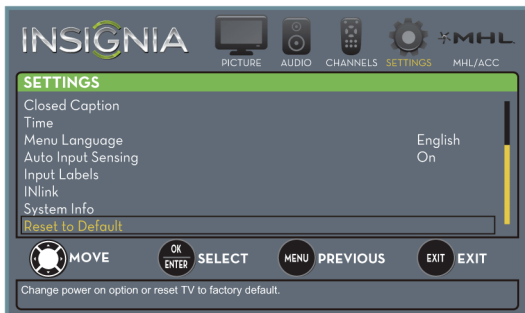 INSIGNIA
PICTURE AUDIO CHANNELS SETTINGS MHL/ACC
MHL
SETTINGS
Closed Caption
Time
Menu Language English
Auto Input Sensing On
Input Labels
INlink
System Info
Reset to Default
MOVE OK ENTER SELECT MENU PREVIOUS EXIT EXIT
Change power on option or reset TV to factory default.